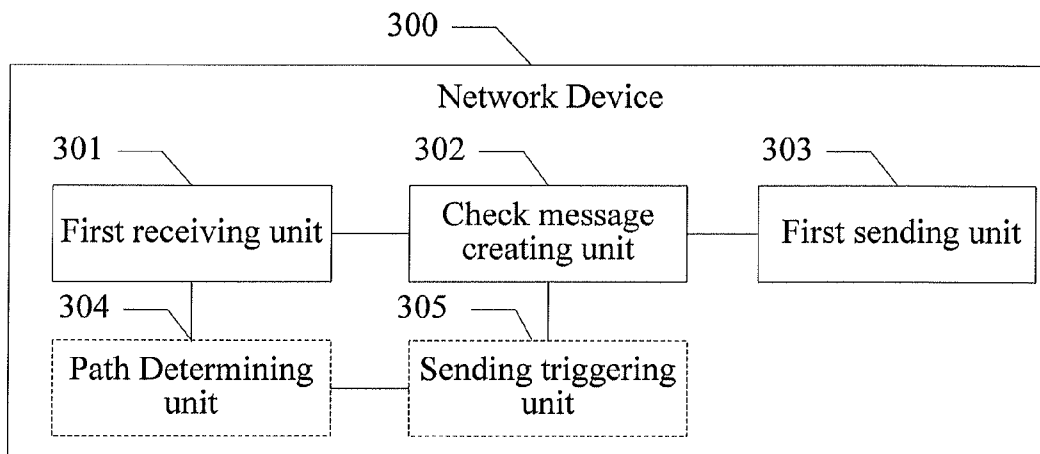 300
Network Device
301
302
303
First receiving unit
Check message
creating unit
First sending unit
304
305
Path Determining
unit
Sending triggering
unit